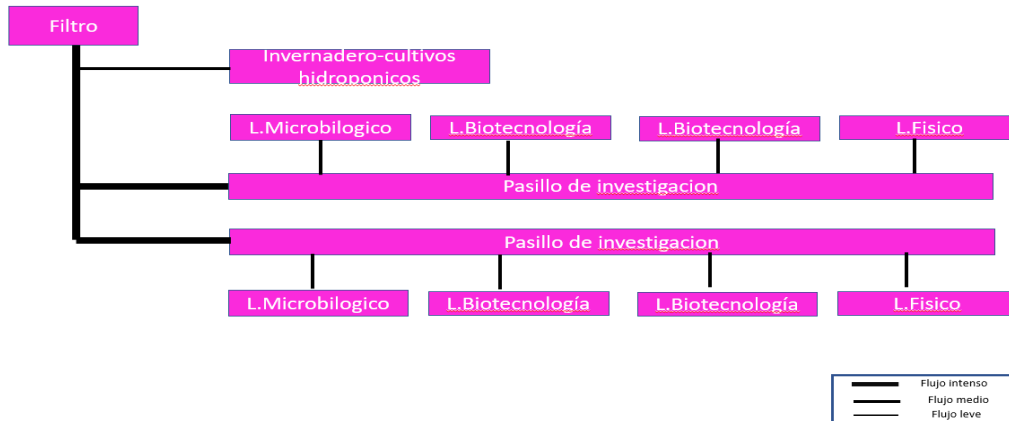 Filtro
Invernadero-cultivos
hidroponicos
L.Microbilogico
L.Biotecnología
L.Biotecnología
L.Fisico
Pasillo de investigacion
Pasillo de investigacion
L.Microbilogico
L.Biotecnología
L.Biotecnología
L.Fisico
Flujo intenso
Flujo medio
Flujo leve